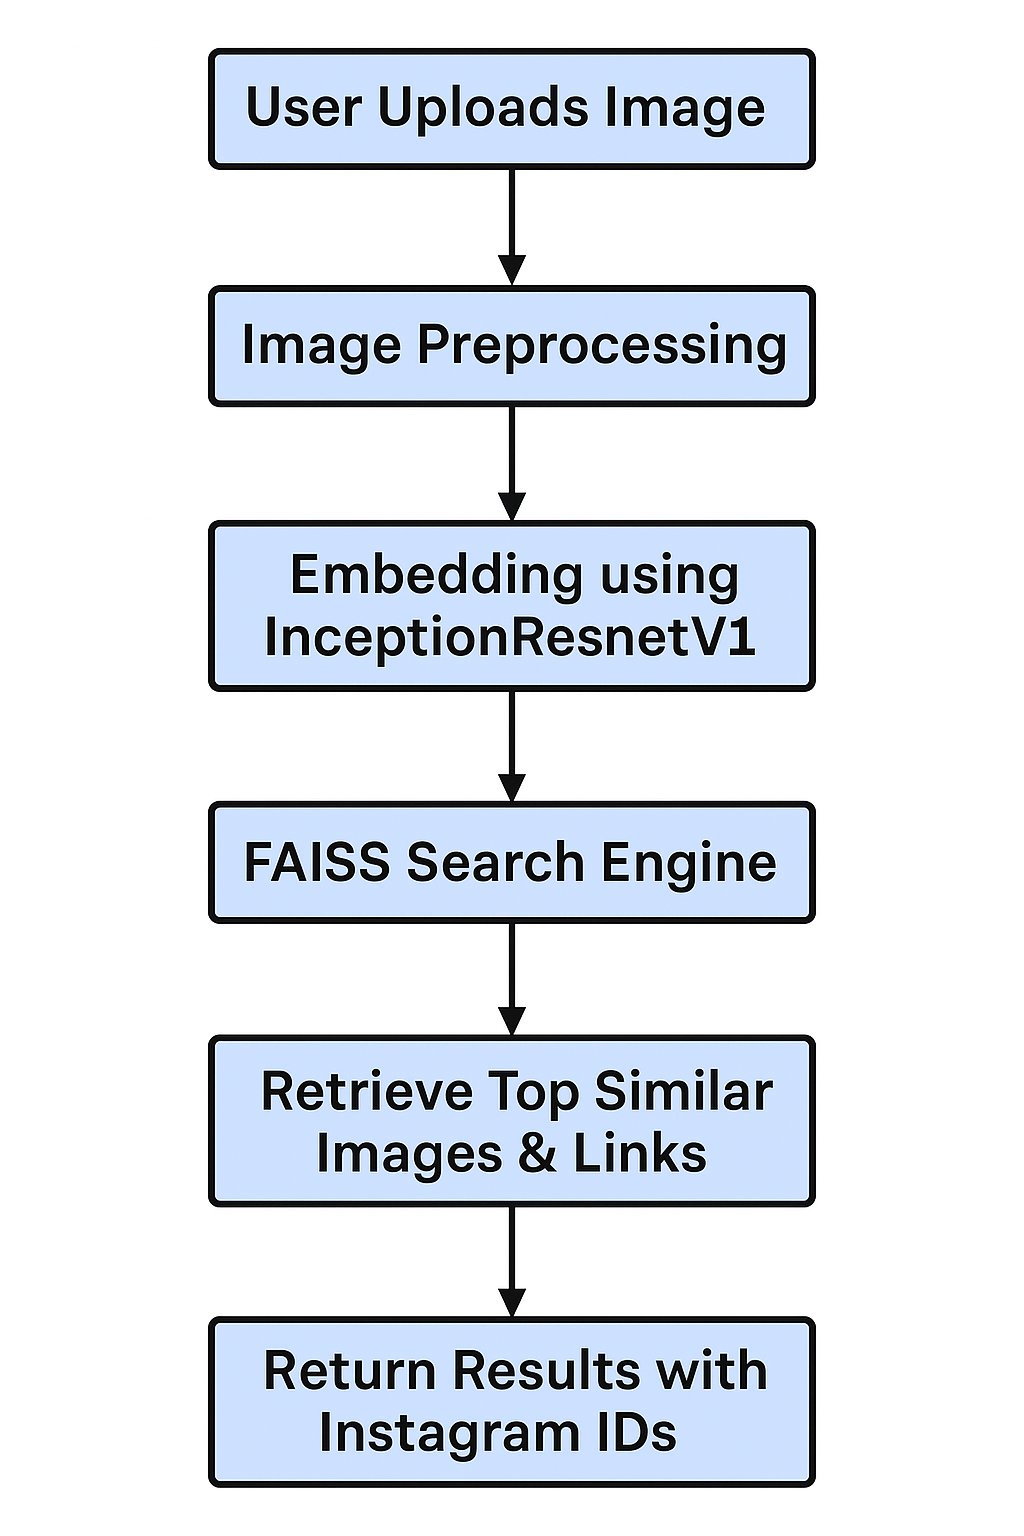 User Uploads Image
Image Preprocessing
Embedding using
InceptionResnetV1
FAISS Search Engine
Retrieve Top Similar
Images & Links
Return Results with
Instagram IDs